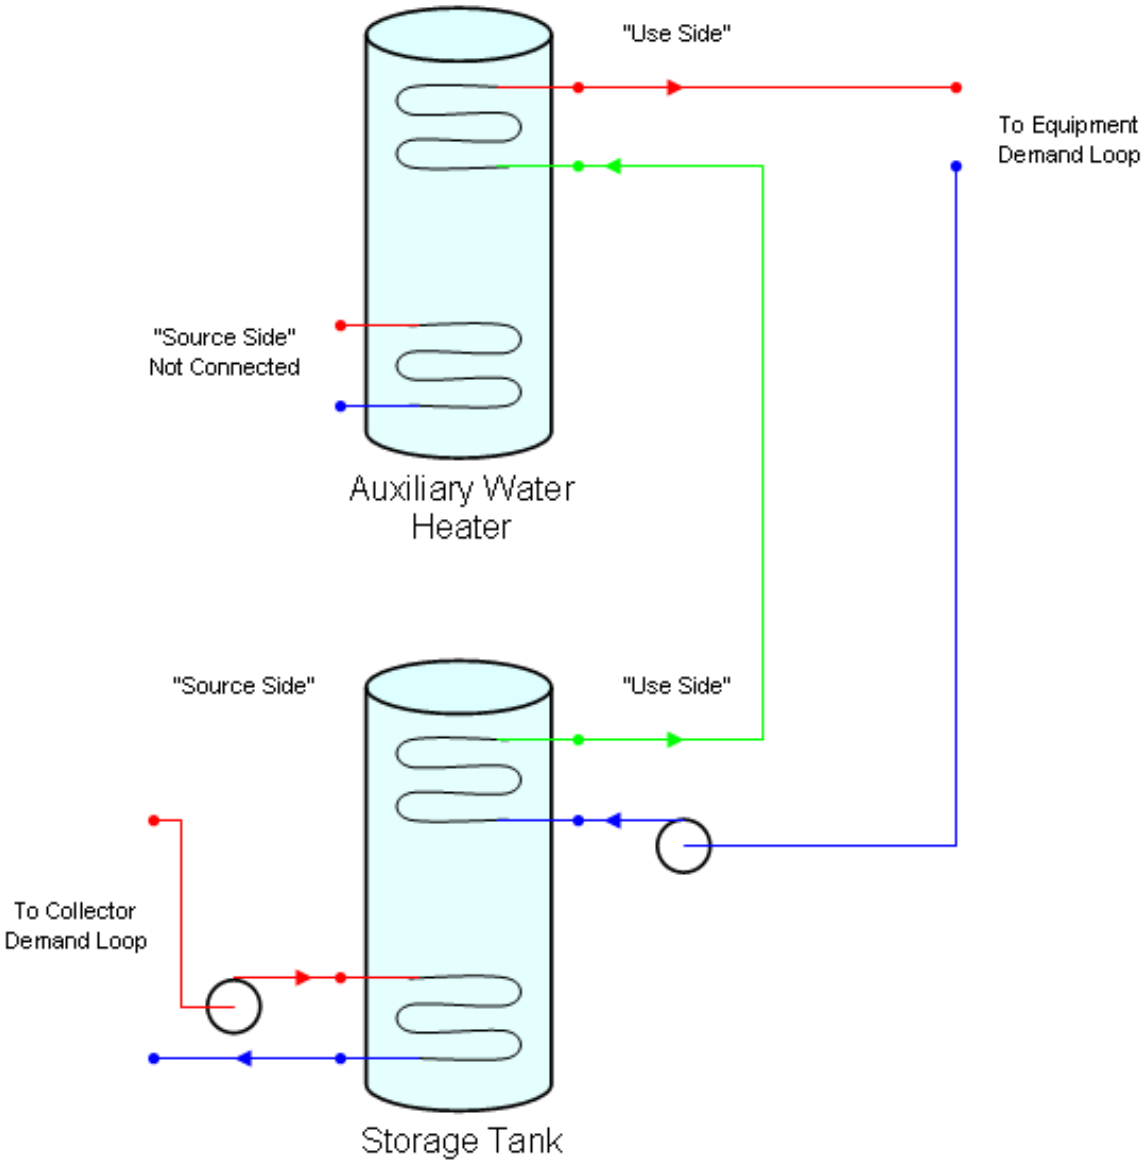 "Use Side"
To Equipment
Demand Loop
"Source Side"
Not Connected
Auxiliary Water
Heater
"Source Side"
"Use Side"
To Collector
Demand Loop
Storage Tank